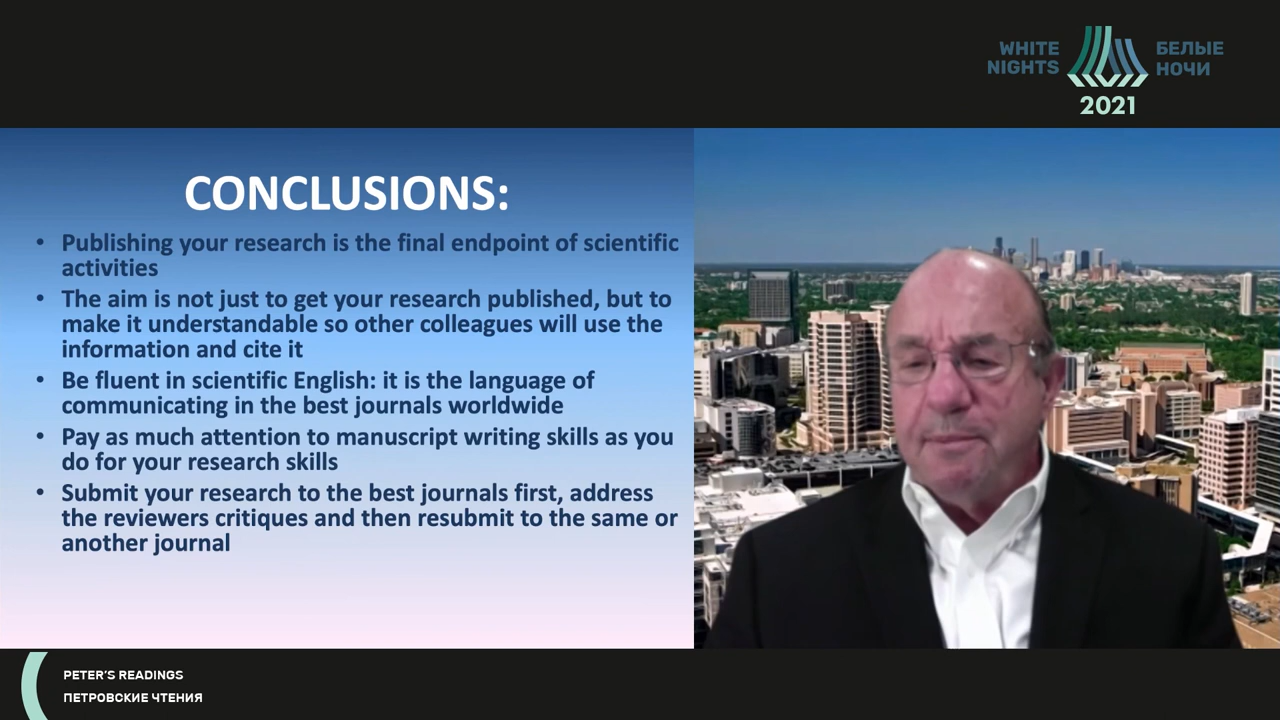 WHITE NIGHTS
БЕЛЫЕ НОЧИ
2021
CONCLUSIONS:
• Publishing your research is the final endpoint of scientific
activities
• The aim is not just to get your research published, but to
make it understandable so other colleagues will use the
information and cite it
• Be fluent in scientific English: it is the language of
communicating in the best journals worldwide
• Pay as much attention to manuscript writing skills as you
do for your research skills
• Submit your research to the best journals first, address
the reviewers critiques and then resubmit to the same or
another journal
PETER'S READINGS
ПЕТРОВСКИЕ ЧТЕНИЯ